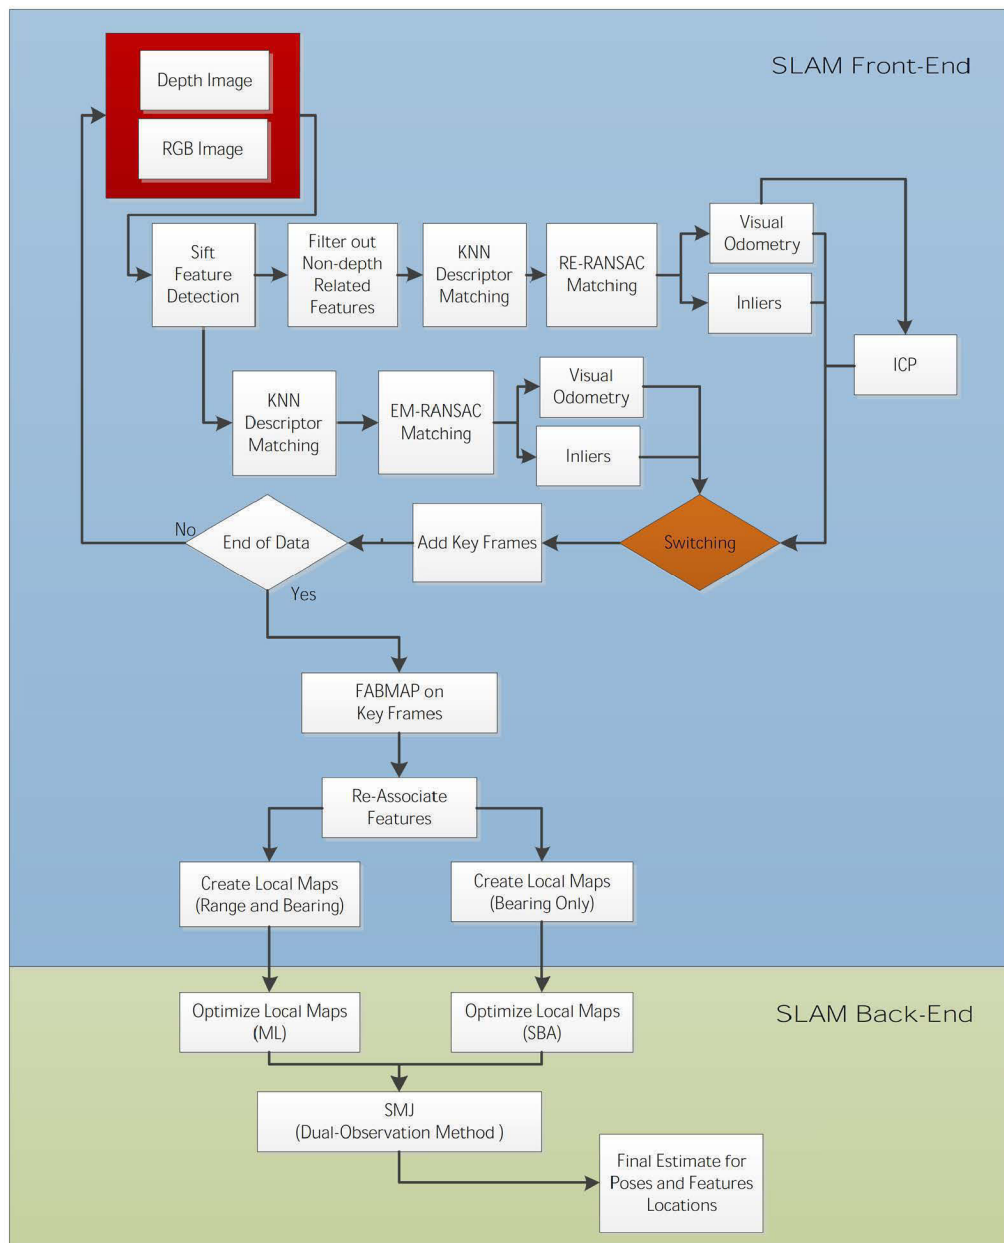 SLAM Front-End
Depth Image
RGB Image
Sift
Feature
Detection
Filter out
Non-depth
Related
Features
KNN
Descriptor
Matching
RE-RANSAC
Matching
Visual
Odometry
Inliers
ICP
KNN
Descriptor
Matching
EM-RANSAC
Matching
Visual
Odometry
Inliers
Switching
Add Key Frames
End of Data
No
Yes
FABMAP on
Key Frames
Re-Associate
Features
Create Local Maps
(Range and Bearing)
Create Local Maps
(Bearing Only)
SLAM Back-End
Optimize Local Maps
(ML)
Optimize Local Maps
(SBA)
SMJ
(Dual-Observation Method )
Final Estimate for
Poses and Features
Locations